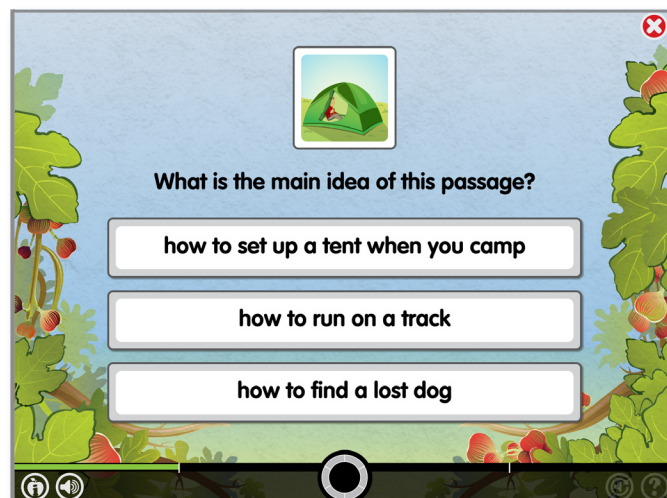 What is the main idea of this passage?
how to set up a tent when you camp
how to run on a track
how to find a lost dog